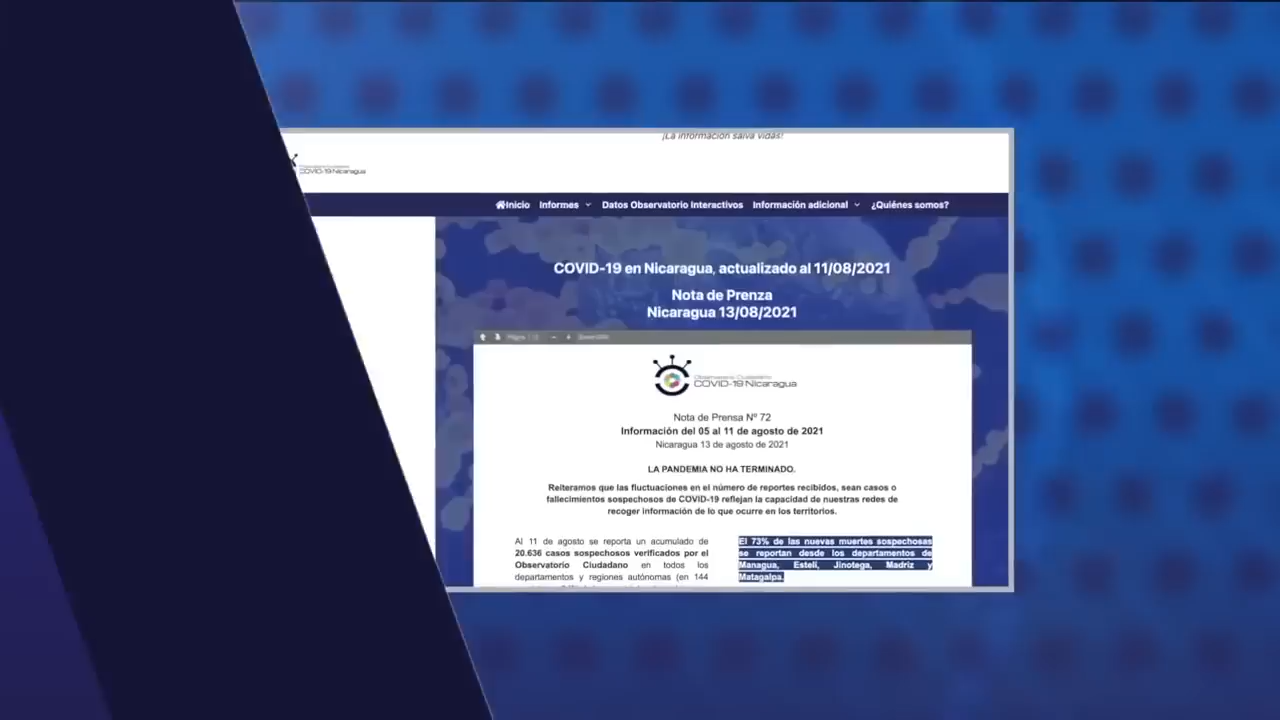 ¡La información salva vidas!
COVID-19 Nicaragua
Inicio Informes Datos Observatorio Interactivos Información adicional ¿Quiénes somos?
COVID-19 en Nicaragua, actualizado al 11/08/2021
Nota de Prenza
Nicaragua 13/08/2021
Observatorio Ciudadano
COVID-19 Nicaragua
Nota de Prensa Nº 72
Información del 05 al 11 de agosto de 2021
Nicaragua 13 de agosto de 2021
LA PANDEMIA NO HA TERMINADO.
Reiteramos que las fluctuaciones en el número de reportes recibidos, sean casos o
fallecimientos sospechosos de COVID-19 reflejan la capacidad de nuestras redes de
recoger información de lo que ocurre en los territorios.
Al 11 de agosto se reporta un acumulado de
20.636 casos sospechosos verificados por el
Observatorio Ciudadano en todos los
departamentos y regiones autónomas (en 144
El 73% de las nuevas muertes sospechosas
se reportan desde los departamentos de
Managua, Estelí, Jinotega, Madriz y
Matagalpa.